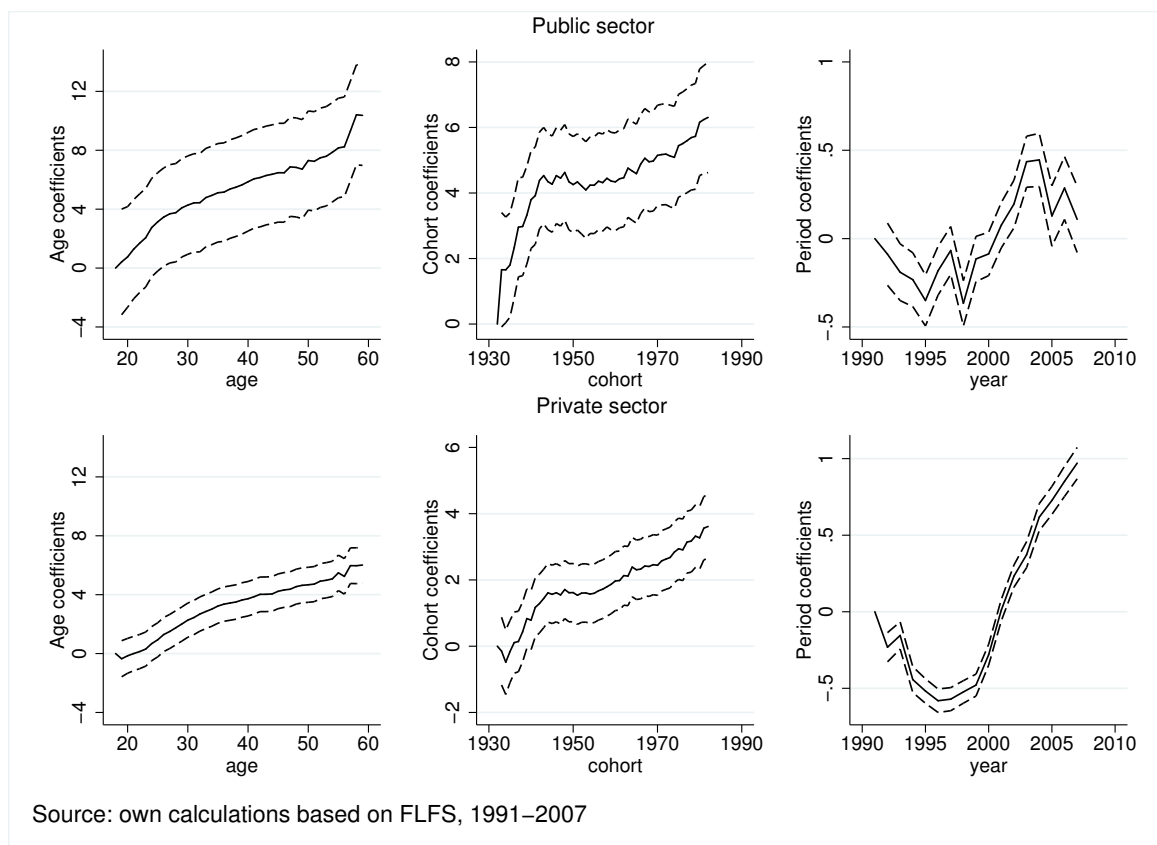 Public sector
Age coefficients
−4 0 4 8 12
20 30 40 50 60
age
Cohort coefficients
0 2 4 6 8
1930 1950 1970 1990
cohort
Period coefficients
−.5 0 .5 1
1990 1995 2000 2005 2010
year
Private sector
Age coefficients
−4 0 4 8 12
20 30 40 50 60
age
Cohort coefficients
−2 0 2 4 6
1930 1950 1970 1990
cohort
Period coefficients
−.5 0 .5 1
1990 1995 2000 2005 2010
year
Source: own calculations based on FLFS, 1991−2007